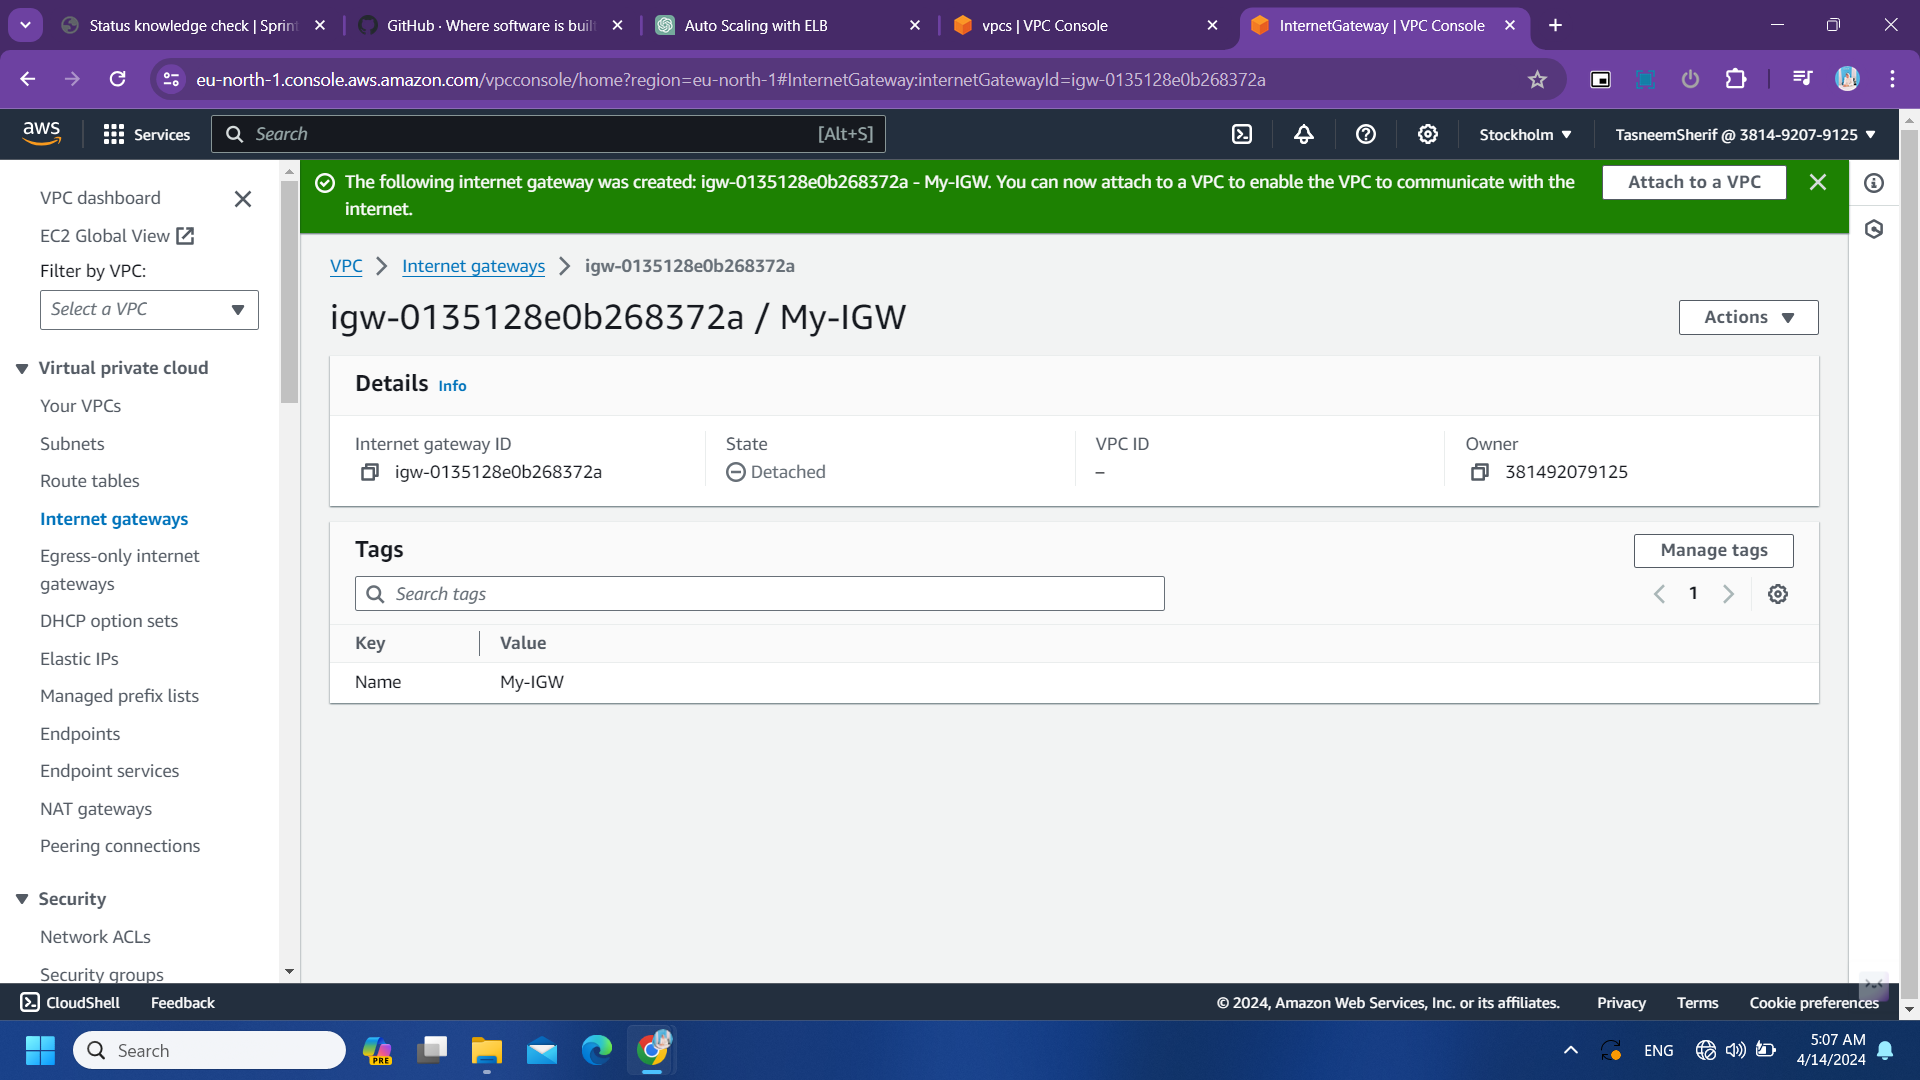 Status knowledge check | Sprint
GitHub · Where software is built
Auto Scaling with ELB
vpcs | VPC Console
InternetGateway | VPC Console
eu-north-1.console.aws.amazon.com/vpcconsole/home?region=eu-north-1#InternetGateway:internetGatewayId=igw-0135128e0b268372a
aws
Services
Search
[Alt+S]
Stockholm
TasneemSherif @ 3814-9207-9125
VPC dashboard
EC2 Global View
Filter by VPC:
Select a VPC
Virtual private cloud
Your VPCs
Subnets
Route tables
Internet gateways
Egress-only internet
gateways
DHCP option sets
Elastic IPs
Managed prefix lists
Endpoints
Endpoint services
NAT gateways
Peering connections
Security
Network ACLs
Security groups
The following internet gateway was created: igw-0135128e0b268372a - My-IGW. You can now attach to a VPC to enable the VPC to communicate with the
internet.
Attach to a VPC
VPC
Internet gateways
igw-0135128e0b268372a
igw-0135128e0b268372a / My-IGW
Actions
Details
Info
Internet gateway ID
igw-0135128e0b268372a
State
Detached
VPC ID
–
Owner
381492079125
Tags
Manage tags
Search tags
1
Key
Value
Name
My-IGW
CloudShell
Feedback
© 2024, Amazon Web Services, Inc. or its affiliates.
Privacy
Terms
Cookie preferences
Search
PRE
ENG
5:07 AM
4/14/2024